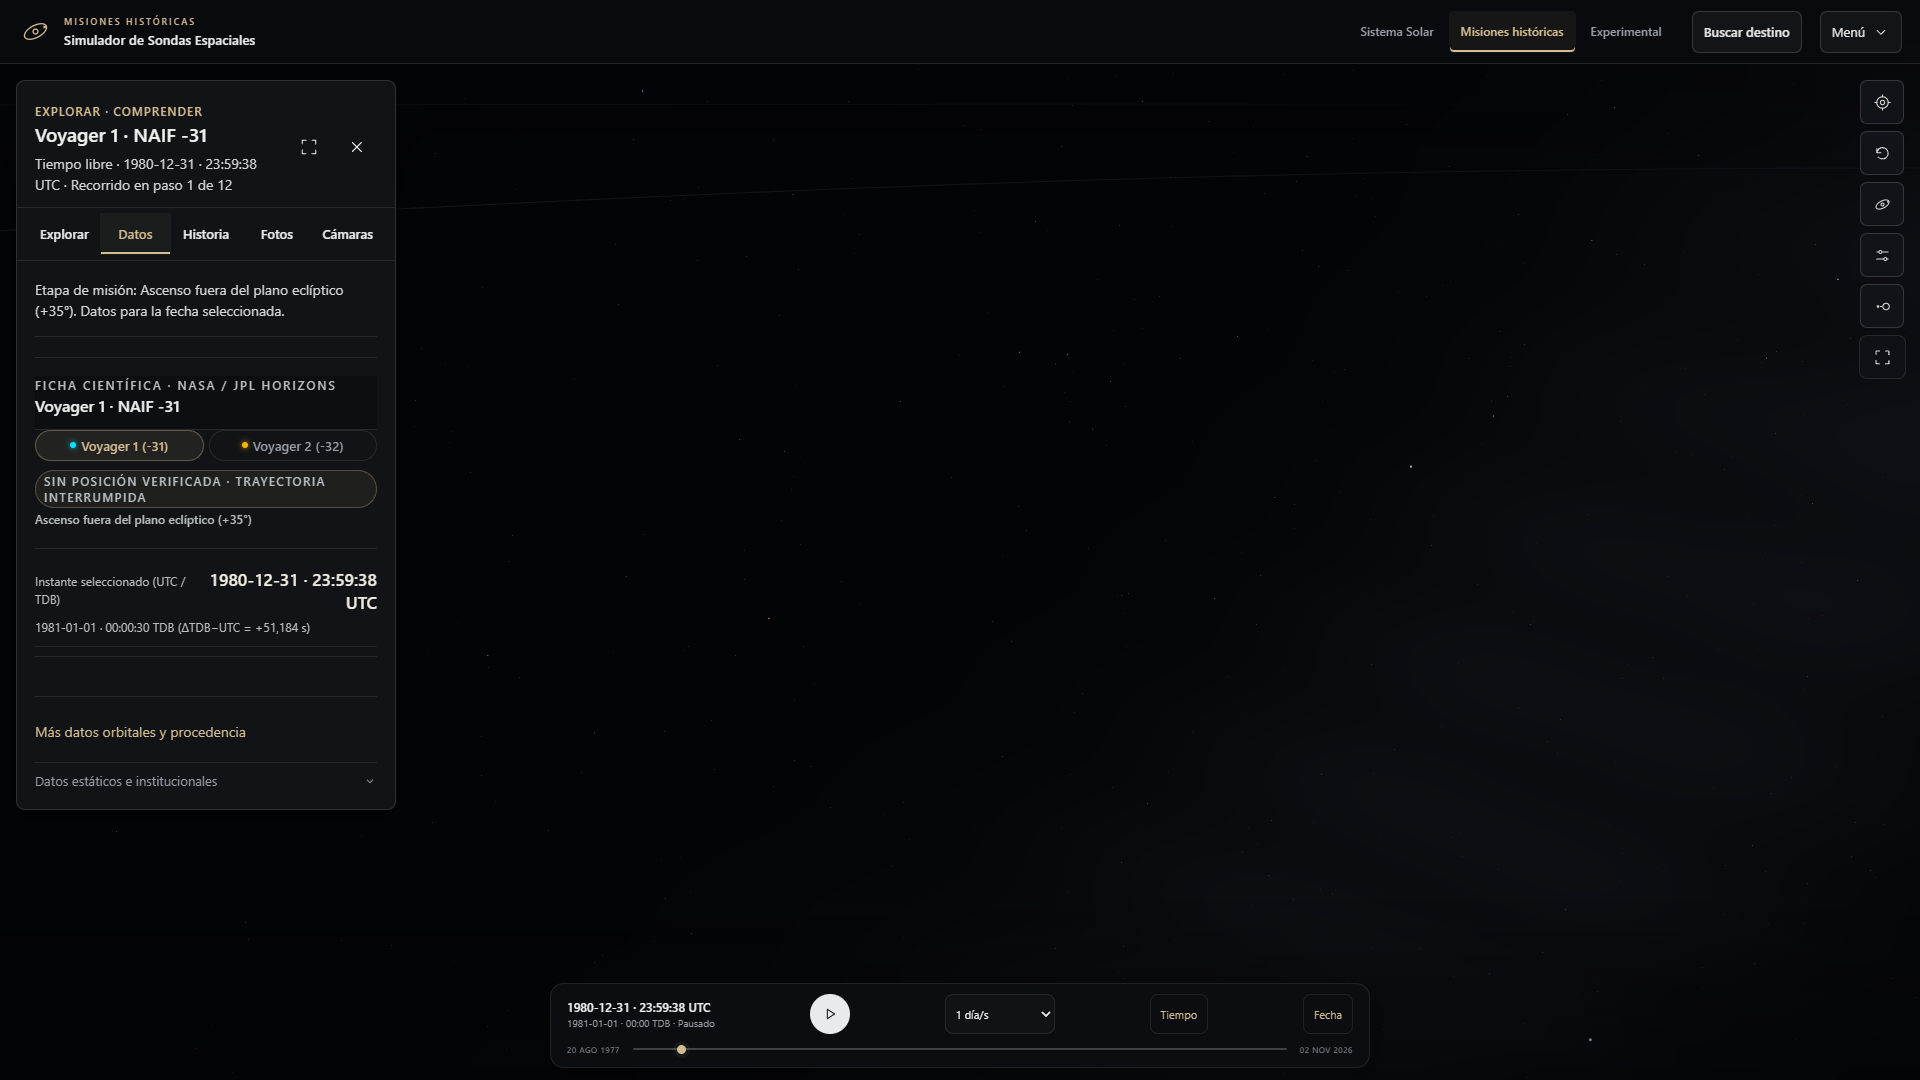 MISIONES HISTÓRICAS
Simulador de Sondas Espaciales
Sistema Solar
Misiones históricas
Experimental
Buscar destino
Menú
EXPLORAR · COMPRENDER
Voyager 1 · NAIF -31
Tiempo libre · 1980-12-31 · 23:59:38
UTC · Recorrido en paso 1 de 12
Explorar
Datos
Historia
Fotos
Cámaras
Etapa de misión: Ascenso fuera del plano eclíptico
(+35°). Datos para la fecha seleccionada.
FICHA CIENTÍFICA · NASA / JPL HORIZONS
Voyager 1 · NAIF -31
Voyager 1 (-31)
Voyager 2 (-32)
SIN POSICIÓN VERIFICADA · TRAYECTORIA
INTERRUMPIDA
Ascenso fuera del plano eclíptico (+35°)
Instante seleccionado (UTC /
TDB)
1980-12-31 · 23:59:38
UTC
1981-01-01 · 00:00:30 TDB (ΔTDB−UTC = +51,184 s)
Más datos orbitales y procedencia
Datos estáticos e institucionales
1980-12-31 · 23:59:38 UTC
1981-01-01 · 00:00 TDB · Pausado
1 día/s
Tiempo
Fecha
20 AGO 1977
02 NOV 2026